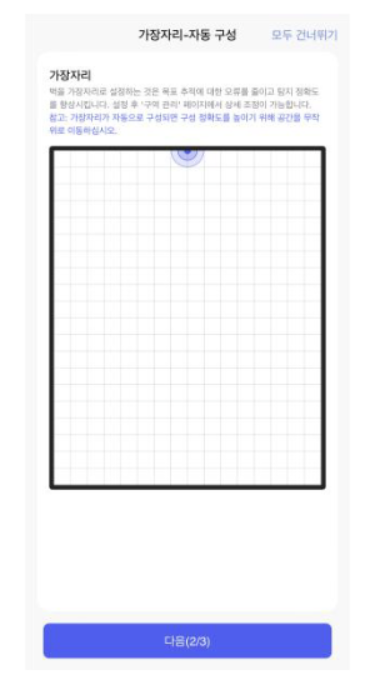 가장자리-자동 구성
모두 건너뛰기
가장자리
벽을 가장자리로 설정하는 것은 목표 추적에 대한 오류를 줄이고 탐지 정확도
를 향상시킵니다. 설정 후 '구역 관리' 페이지에서 상세 조정이 가능합니다.
참고: 가장자리가 자동으로 구성되면 구성 정확도를 높이기 위해 공간을 무작
위로 이동하십시오.
다음(2/3)